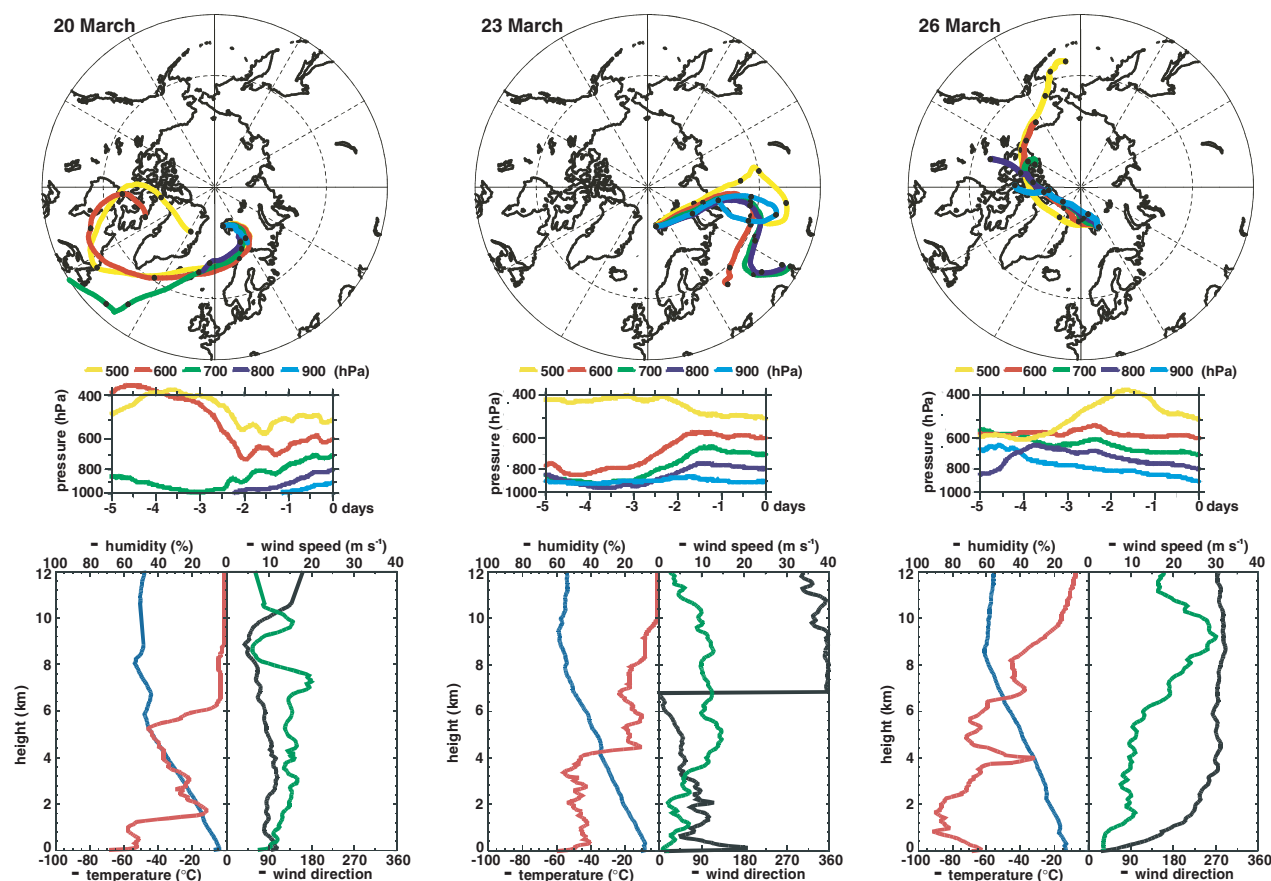 20 March
23 March
26 March
500 600 700 800 900 (hPa)
500 600 700 800 900 (hPa)
500 600 700 800 900 (hPa)
pressure (hPa)
400
600
800
1000
-5 -4 -3 -2 -1 0 days
pressure (hPa)
400
600
800
1000
-5 -4 -3 -2 -1 0 days
pressure (hPa)
400
600
800
1000
-5 -4 -3 -2 -1 0 days
- humidity (%) - wind speed (m s⁻¹)
100 80 60 40 20 0 10 20 30 40
height (km)
12
10
8
6
4
2
0
-100 -80 -60 -40 -20 0 90 180 270 360
- temperature (°C) - wind direction
- humidity (%) - wind speed (m s⁻¹)
100 80 60 40 20 0 10 20 30 40
height (km)
12
10
8
6
4
2
0
-100 -80 -60 -40 -20 0 90 180 270 360
- temperature (°C) - wind direction
- humidity (%) - wind speed (m s⁻¹)
100 80 60 40 20 0 10 20 30 40
height (km)
12
10
8
6
4
2
0
-100 -80 -60 -40 -20 0 90 180 270 360
- temperature (°C) - wind direction